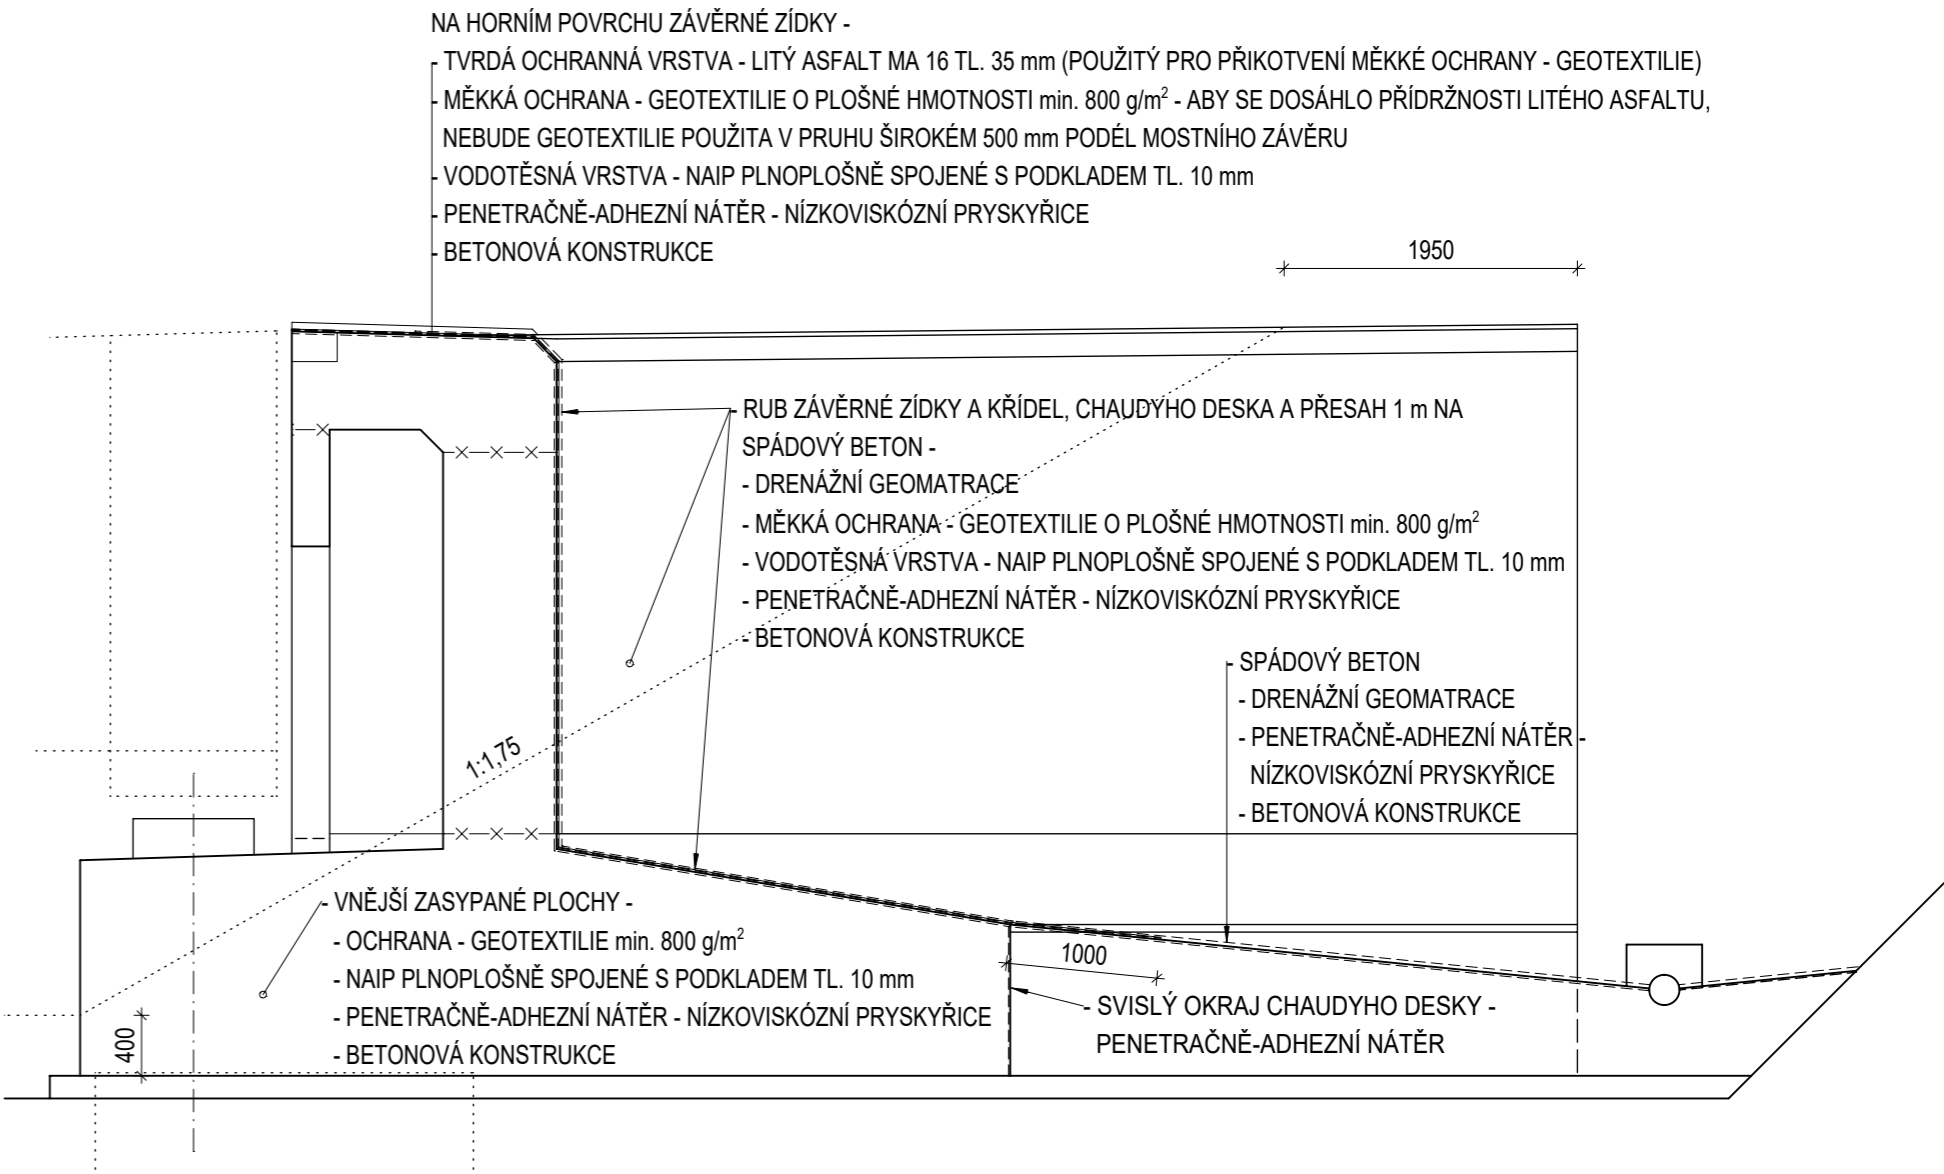 NA HORNÍM POVRCHU ZÁVĚRNÉ ZÍDKY -
- TVRDÁ OCHRANNÁ VRSTVA - LITÝ ASFALT MA 16 TL. 35 mm (POUŽITÝ PRO PŘIKOTVENÍ MĚKKÉ OCHRANY - GEOTEXTILIE)
- MĚKKÁ OCHRANA - GEOTEXTILIE O PLOŠNÉ HMOTNOSTI min. 800 g/m² - ABY SE DOSÁHLO PŘÍDRŽNOSTI LITÉHO ASFALTU,
NEBUDE GEOTEXTILIE POUŽITA V PRUHU ŠIROKÉM 500 mm PODÉL MOSTNÍHO ZÁVĚRU
- VODOTĚSNÁ VRSTVA - NAIP PLNOPLOŠNĚ SPOJENÉ S PODKLADEM TL. 10 mm
- PENETRAČNĚ-ADHEZNÍ NÁTĚR - NÍZKOVISKÓZNÍ PRYSKYŘICE
- BETONOVÁ KONSTRUKCE
1950
- RUB ZÁVĚRNÉ ZÍDKY A KŘÍDEL, CHAUDYHO DESKA A PŘESAH 1 m NA
SPÁDOVÝ BETON -
- DRENÁŽNÍ GEOMATRACE
- MĚKKÁ OCHRANA - GEOTEXTILIE O PLOŠNÉ HMOTNOSTI min. 800 g/m²
- VODOTĚSNÁ VRSTVA - NAIP PLNOPLOŠNĚ SPOJENÉ S PODKLADEM TL. 10 mm
- PENETRAČNĚ-ADHEZNÍ NÁTĚR - NÍZKOVISKÓZNÍ PRYSKYŘICE
- BETONOVÁ KONSTRUKCE
- SPÁDOVÝ BETON
- DRENÁŽNÍ GEOMATRACE
- PENETRAČNĚ-ADHEZNÍ NÁTĚR -
NÍZKOVISKÓZNÍ PRYSKYŘICE
- BETONOVÁ KONSTRUKCE
1:1,75
- VNĚJŠÍ ZASYPANÉ PLOCHY -
- OCHRANA - GEOTEXTILIE min. 800 g/m²
- NAIP PLNOPLOŠNĚ SPOJENÉ S PODKLADEM TL. 10 mm
- PENETRAČNĚ-ADHEZNÍ NÁTĚR - NÍZKOVISKÓZNÍ PRYSKYŘICE
- BETONOVÁ KONSTRUKCE
1000
- SVISLÝ OKRAJ CHAUDYHO DESKY -
PENETRAČNĚ-ADHEZNÍ NÁTĚR
400